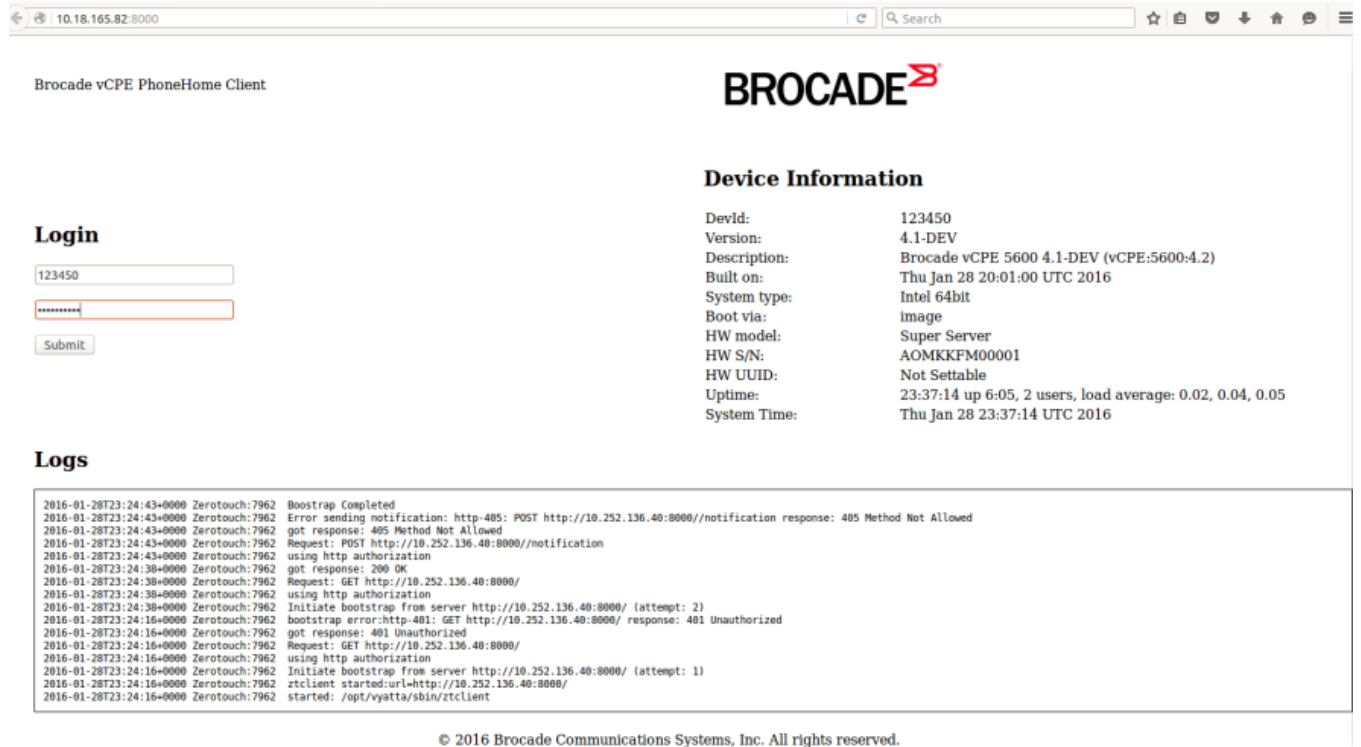 10.18.165.82:8000
Search
Brocade vCPE PhoneHome Client
BROCADE
Device Information
DevId: 123450
Version: 4.1-DEV
Description: Brocade vCPE 5600 4.1-DEV (vCPE:5600:4.2)
Built on: Thu Jan 28 20:01:00 UTC 2016
System type: Intel 64bit
Boot via: image
HW model: Super Server
HW S/N: AOMKKFM00001
HW UUID: Not Settable
Uptime: 23:37:14 up 6:05, 2 users, load average: 0.02, 0.04, 0.05
System Time: Thu Jan 28 23:37:14 UTC 2016
Login
123450
••••••••••
Submit
Logs
2016-01-28T23:24:43+0000 Zerotouch:7962 Boostrap Completed
2016-01-28T23:24:43+0000 Zerotouch:7962 Error sending notification: http-405: POST http://10.252.136.40:8000//notification response: 405 Method Not Allowed
2016-01-28T23:24:43+0000 Zerotouch:7962 got response: 405 Method Not Allowed
2016-01-28T23:24:43+0000 Zerotouch:7962 Request: POST http://10.252.136.40:8000//notification
2016-01-28T23:24:43+0000 Zerotouch:7962 using http authorization
2016-01-28T23:24:38+0000 Zerotouch:7962 got response: 200 OK
2016-01-28T23:24:38+0000 Zerotouch:7962 Request: GET http://10.252.136.40:8000/
2016-01-28T23:24:38+0000 Zerotouch:7962 using http authorization
2016-01-28T23:24:38+0000 Zerotouch:7962 Initiate bootstrap from server http://10.252.136.40:8000/ (attempt: 2)
2016-01-28T23:24:16+0000 Zerotouch:7962 bootstrap error:http-401: GET http://10.252.136.40:8000/ response: 401 Unauthorized
2016-01-28T23:24:16+0000 Zerotouch:7962 got response: 401 Unauthorized
2016-01-28T23:24:16+0000 Zerotouch:7962 Request: GET http://10.252.136.40:8000/
2016-01-28T23:24:16+0000 Zerotouch:7962 using http authorization
2016-01-28T23:24:16+0000 Zerotouch:7962 Initiate bootstrap from server http://10.252.136.40:8000/ (attempt: 1)
2016-01-28T23:24:16+0000 Zerotouch:7962 ztclient started:url=http://10.252.136.40:8000/
2016-01-28T23:24:16+0000 Zerotouch:7962 started: /opt/vyatta/sbin/ztclient
© 2016 Brocade Communications Systems, Inc. All rights reserved.